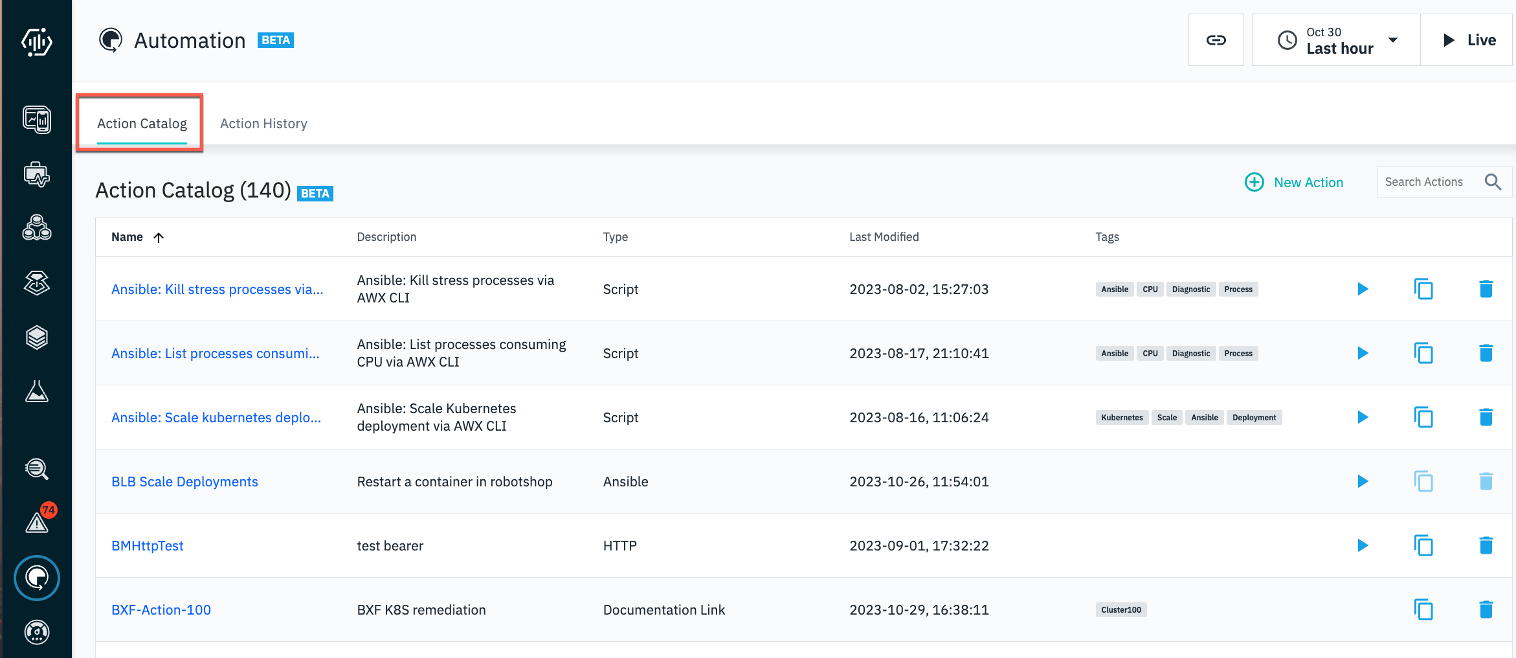 Automation BETA
Oct 30
Last hour
Live
Action Catalog Action History
Action Catalog (140) BETA
New Action
Search Actions
Name Description Type Last Modified Tags
Ansible: Kill stress processes via... Ansible: Kill stress processes via Script 2023-08-02, 15:27:03 Ansible CPU Diagnostic Process
AWX CLI
Ansible: List processes consumi... Ansible: List processes consuming Script 2023-08-17, 21:10:41 Ansible CPU Diagnostic Process
CPU via AWX CLI
Ansible: Scale kubernetes deplo... Ansible: Scale Kubernetes Script 2023-08-16, 11:06:24 Kubernetes Scale Ansible Deployment
deployment via AWX CLI
BLB Scale Deployments Restart a container in robotshop Ansible 2023-10-26, 11:54:01
74
BMHttpTest test bearer HTTP 2023-09-01, 17:32:22
BXF-Action-100 BXF K8S remediation Documentation Link 2023-10-29, 16:38:11 Cluster100